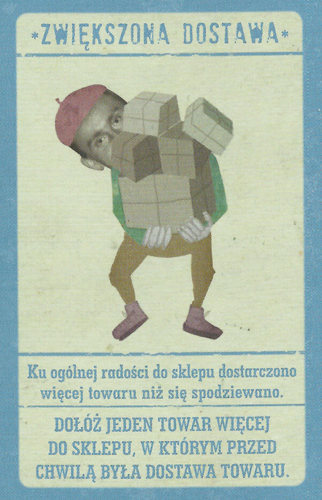 *ZWIĘKSZONA DOSTAWA*
Ku ogólnej radości do sklepu dostarczono
więcej towaru niż się spodziewano.
DOŁÓŻ JEDEN TOWAR WIĘCEJ
DO SKLEPU, W KTÓRYM PRZED
CHWILĄ BYŁA DOSTAWA TOWARU.